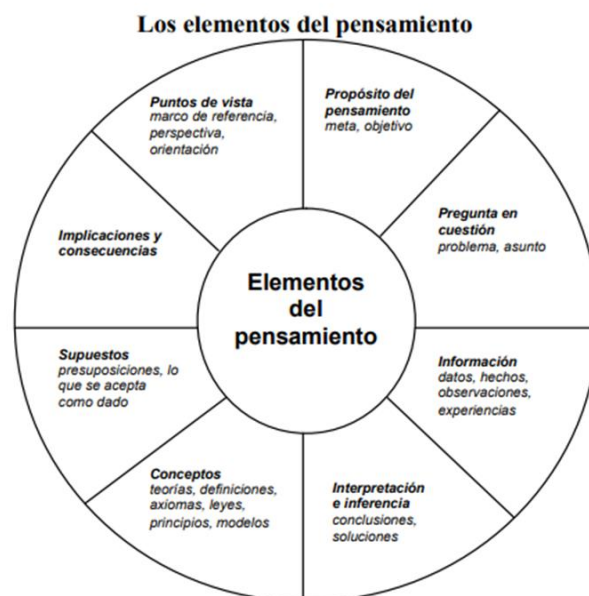 Los elementos del pensamiento
Puntos de vista
marco de referencia,
perspectiva,
orientación
Propósito del
pensamiento
meta, objetivo
Pregunta en
cuestión
problema, asunto
Implicaciones y
consecuencias
Elementos
del
pensamiento
Supuestos
presuposiciones, lo
que se acepta
como dado
Información
datos, hechos,
observaciones,
experiencias
Conceptos
teorías, definiciones,
axiomas, leyes,
principios, modelos
Interpretación
e inferencia
conclusiones,
soluciones